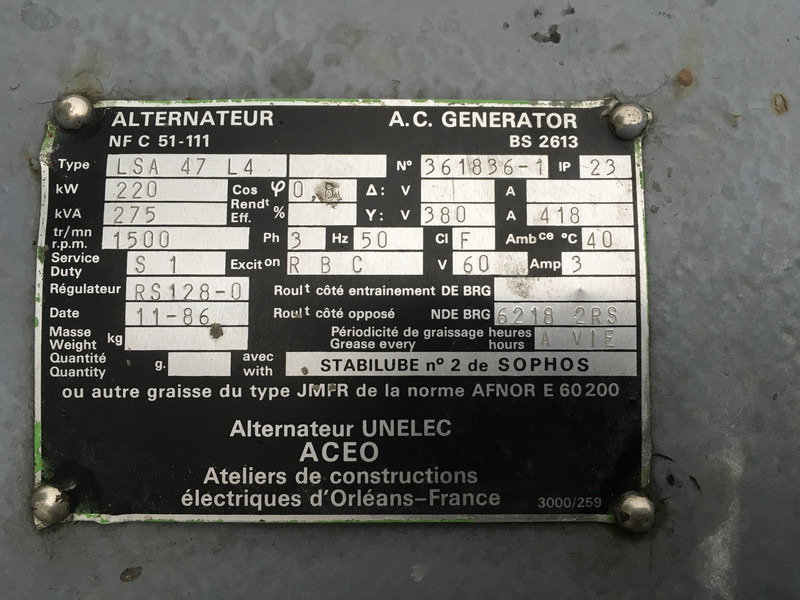 ALTERNATEUR A.C. GENERATOR
NF C 51-111 BS 2613
Type LSA 47 L4 N° 361836-1 IP 23
kW 220 Cos φ 0,8 Δ: V A
kVA 275 Rendt Eff. % Y: V 380 A 418
tr/mn r.p.m. 1500 Ph 3 Hz 50 Cl F Ambce °C 40
Service Duty S 1 Exciton R B C V 60 Amp 3
Régulateur RS128-0 Roult côté entrainement DE BRG
Date 11-86 Roult côté opposé NDE BRG 6218 2RS
Masse Weight kg Périodicité de graissage heures Grease every hours A VIE
Quantité Quantity g. avec with STABILUBE n° 2 de SOPHOS
ou autre graisse du type JMFR de la norme AFNOR E 60200
Alternateur UNELEC
ACEO
Ateliers de constructions
électriques d'Orléans-France 3000/259